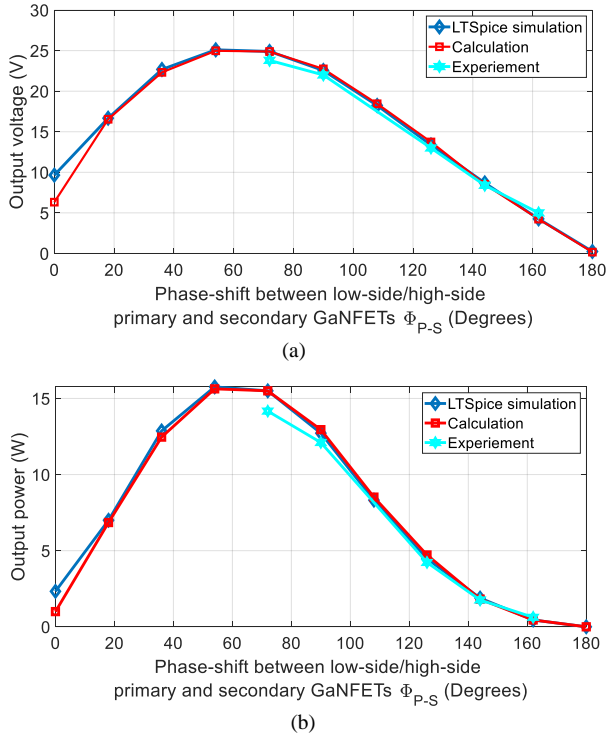 30
25
20
15
10
5
0
0 20 40 60 80 100 120 140 160 180
Output voltage (V)
LTSpice simulation
Calculation
Experiement
Phase-shift between low-side/high-side
primary and secondary GaNFETs Φ_P-S (Degrees)
(a)
15
10
5
0
0 20 40 60 80 100 120 140 160 180
Output power (W)
LTSpice simulation
Calculation
Experiement
Phase-shift between low-side/high-side
primary and secondary GaNFETs Φ_P-S (Degrees)
(b)